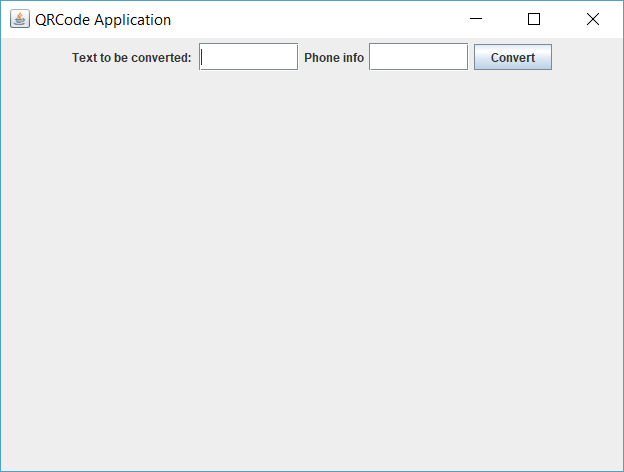 QRCode Application
Text to be converted: Phone info Convert